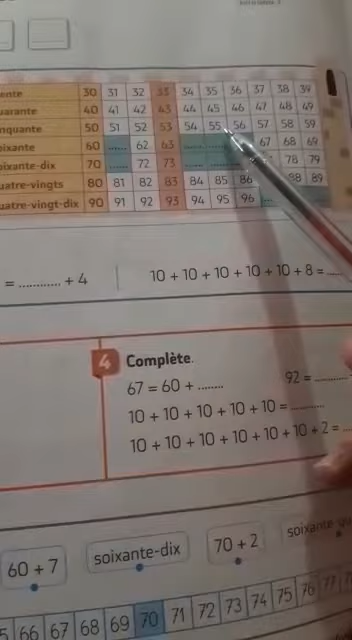 ente 30 31 32 33 34 35 36 37 38 39
uarante 40 41 42 43 44 45 46 47 48 49
nquante 50 51 52 53 54 55 56 57 58 59
oixante 60 ...... 62 63 ...... ...... 67 68 69
oixante-dix 70 72 73 ...... ...... 78 79
uatre-vingts 80 81 82 83 84 85 86 88 89
uatre-vingt-dix 90 91 92 93 94 95 96 ......
= ............ + 4
10 + 10 + 10 + 10 + 10 + 8 =
4 Complète.
67 = 60 + ........
92 = ..........
10 + 10 + 10 + 10 + 10 = ..........
10 + 10 + 10 + 10 + 10 + 10 + 2 =
60 + 7 soixante-dix 70 + 2 soixante
66 67 68 69 70 71 72 73 74 75 76 77